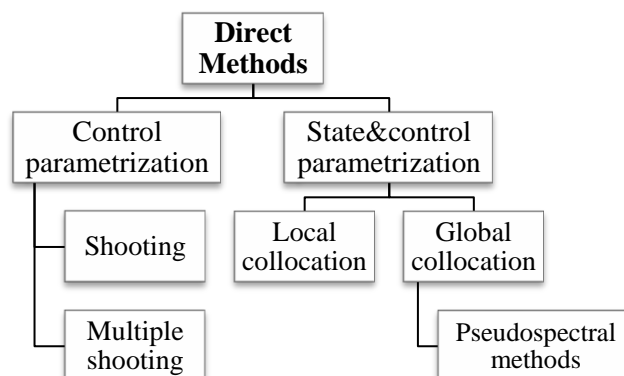 Direct
Methods
Control
parametrization
State&control
parametrization
Shooting
Local
collocation
Global
collocation
Multiple
shooting
Pseudospectral
methods